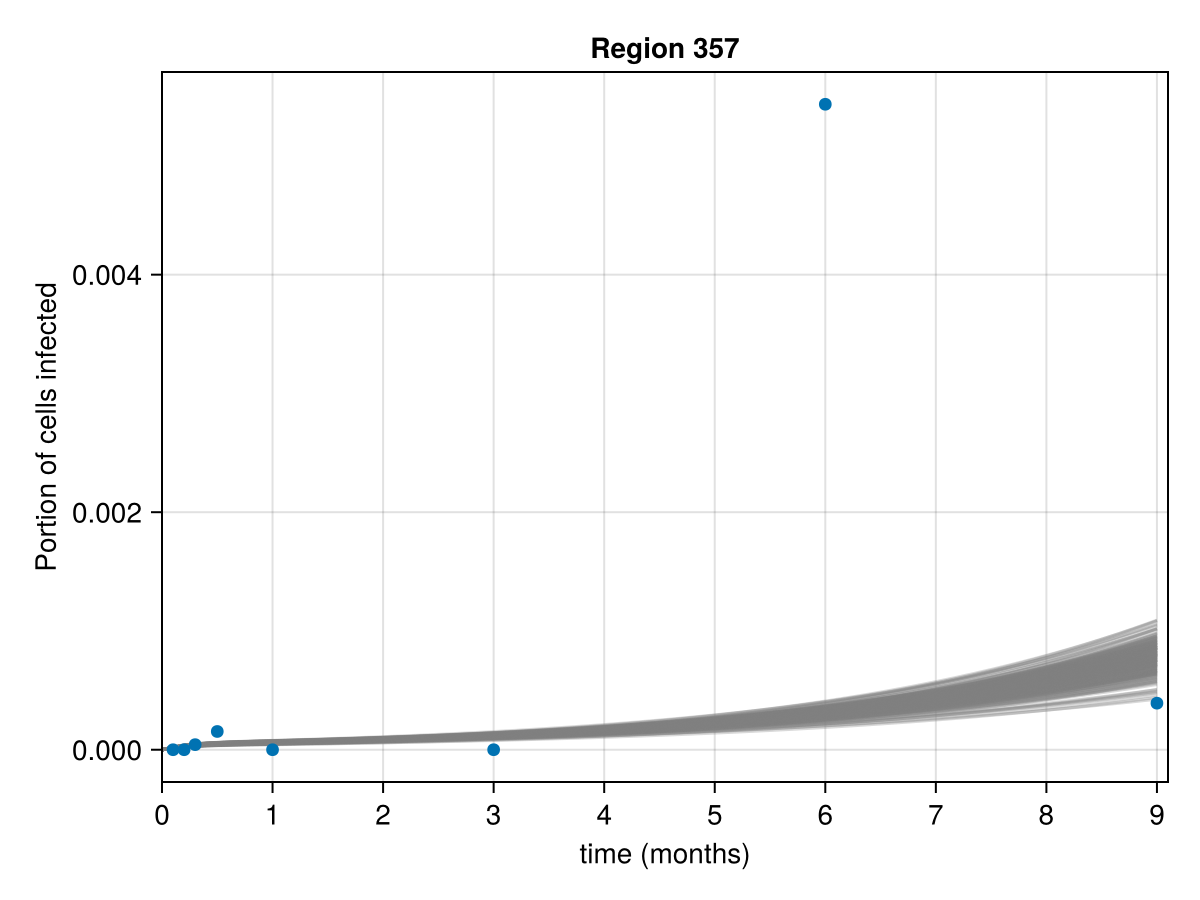 Region 357
Portion of cells infected
0.004
0.002
0.000
0 1 2 3 4 5 6 7 8 9
time (months)